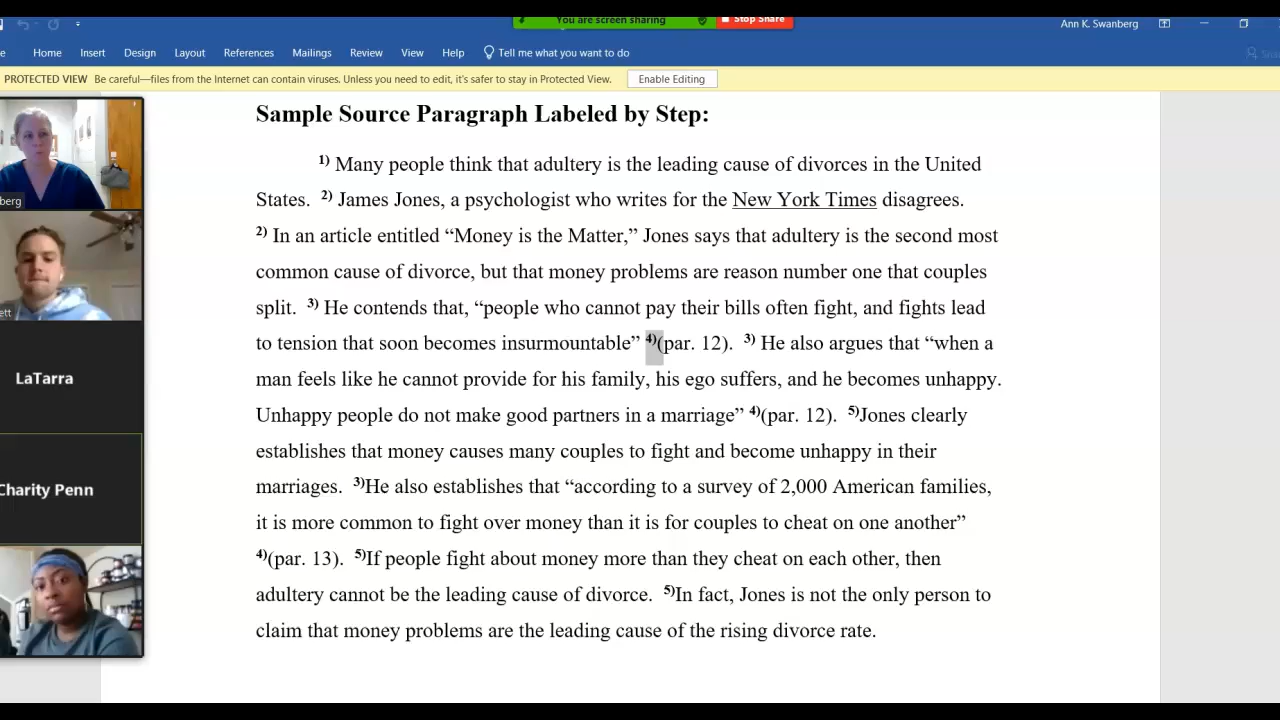 You are screen sharing
Stop Share
Ann K. Swanberg
Home Insert Design Layout References Mailings Review View Help Tell me what you want to do
PROTECTED VIEW Be careful—files from the Internet can contain viruses. Unless you need to edit, it's safer to stay in Protected View. Enable Editing
Sample Source Paragraph Labeled by Step:
1) Many people think that adultery is the leading cause of divorces in the United
States. 2) James Jones, a psychologist who writes for the New York Times disagrees.
2) In an article entitled “Money is the Matter,” Jones says that adultery is the second most
common cause of divorce, but that money problems are reason number one that couples
split. 3) He contends that, “people who cannot pay their bills often fight, and fights lead
to tension that soon becomes insurmountable” 4)(par. 12). 3) He also argues that “when a
man feels like he cannot provide for his family, his ego suffers, and he becomes unhappy.
Unhappy people do not make good partners in a marriage” 4)(par. 12). 5)Jones clearly
establishes that money causes many couples to fight and become unhappy in their
marriages. 3)He also establishes that “according to a survey of 2,000 American families,
it is more common to fight over money than it is for couples to cheat on one another”
4)(par. 13). 5)If people fight about money more than they cheat on each other, then
adultery cannot be the leading cause of divorce. 5)In fact, Jones is not the only person to
claim that money problems are the leading cause of the rising divorce rate.
berg
ett
LaTarra
Charity Penn